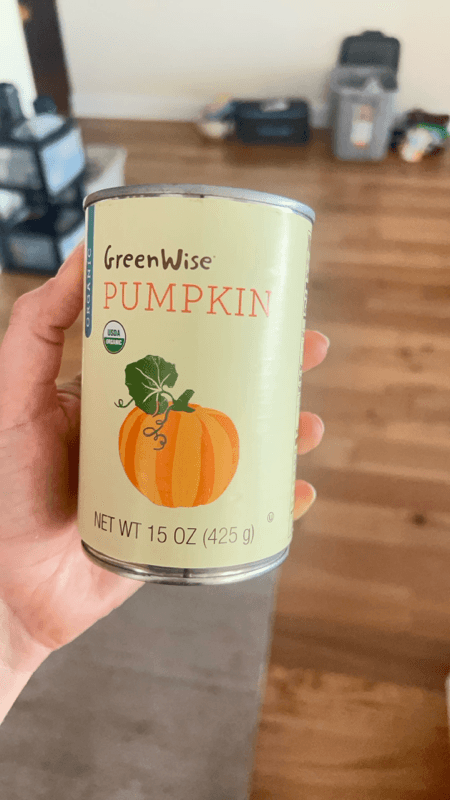 ORGANIC
GreenWise
PUMPKIN
USDA
ORGANIC
NET WT 15 OZ (425 g)